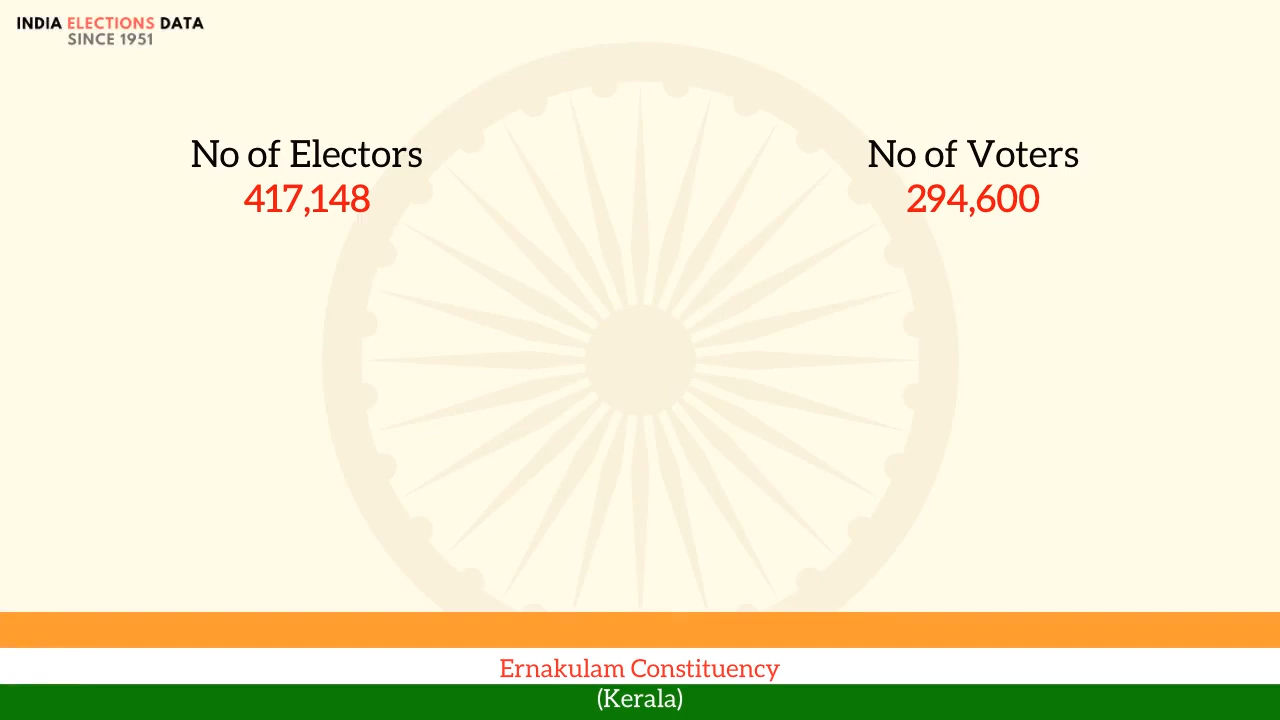 INDIA ELECTIONS DATA
SINCE 1951
No of Electors
417,148
No of Voters
294,600
Ernakulam Constituency
(Kerala)